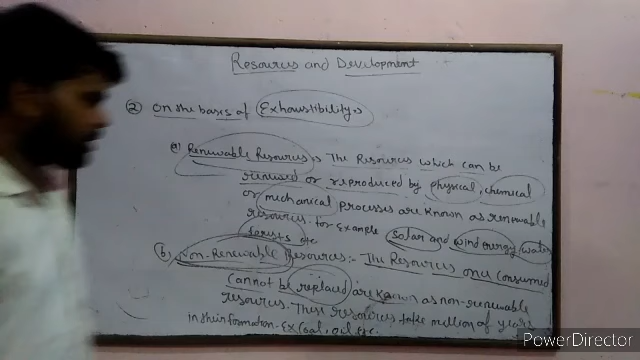 Resources and Development
② On the basis of Exhaustibility
(a) Renewable Resources The Resources which can be
renewed or reproduced by physical, chemical
or mechanical processes are known as renewable
resources. for Example Solar and wind energy, water
forests etc
(b) Non-Renewable Resources:- The Resources once consumed
cannot be replaced are known as non-renewable
resources. These resources take million of years
in their formation. Ex Coal, oil etc.
PowerDirector